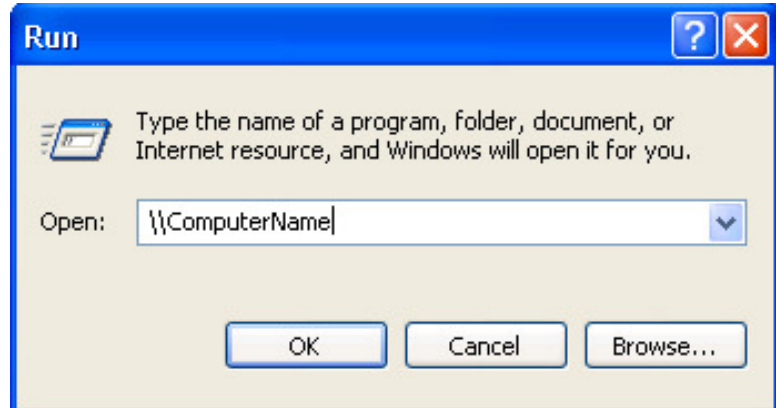 Run
Type the name of a program, folder, document, or
Internet resource, and Windows will open it for you.
Open: \\ComputerName
OK Cancel Browse...